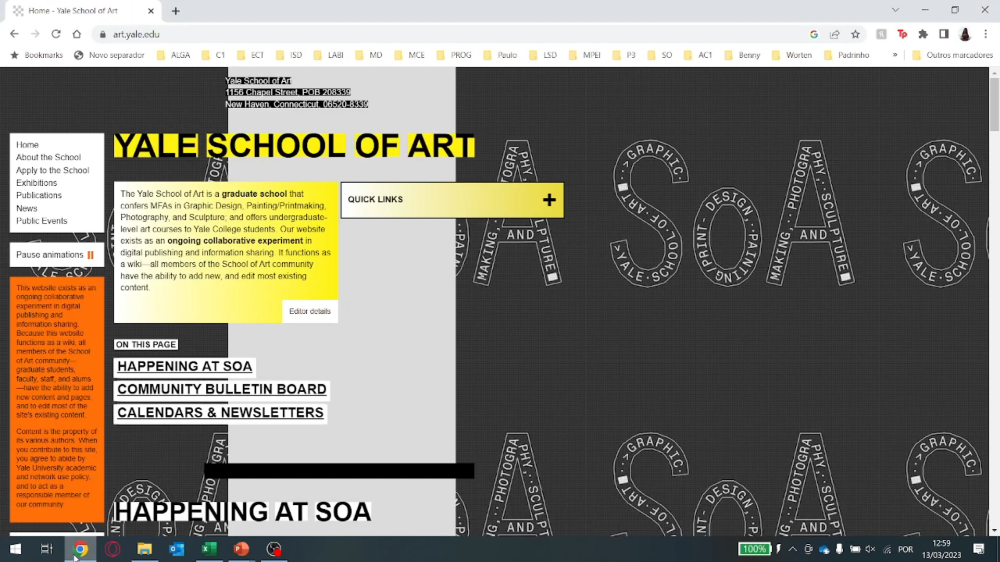 Home - Yale School of Art
art.yale.edu
Bookmarks
Novo separador
ALGA
C1
ECT
ISD
LABI
MD
MCE
PROG
Paulo
LSD
MPEI
P3
SO
AC1
Benny
Worten
Padrinho
»
Outros marcadores
Yale School of Art
1156 Chapel Street, POB 208339
New Haven, Connecticut, 06520-8339
Home
About the School
Apply to the School
Exhibitions
Publications
News
Public Events
Pause animations
This website exists as an
ongoing collaborative
experiment in digital
publishing and
information sharing.
Because this website
functions as a wiki, all
members of the School
of Art community—
graduate students,
faculty, staff, and alums
—have the ability to add
new content and pages,
and to edit most of the
site's existing content.
Content is the property of
its various authors. When
you contribute to this site,
you agree to abide by
Yale University academic
and network use policy,
and to act as a
responsible member of
our community.
YALE SCHOOL OF ART
The Yale School of Art is a graduate school that
confers MFAs in Graphic Design, Painting/Printmaking,
Photography, and Sculpture; and offers undergraduate-
level art courses to Yale College students. Our website
exists as an ongoing collaborative experiment in
digital publishing and information sharing. It functions as
a wiki—all members of the School of Art community
have the ability to add new, and edit most existing
content.
Editor details
QUICK LINKS
+
ON THIS PAGE
HAPPENING AT SOA
COMMUNITY BULLETIN BOARD
CALENDARS & NEWSLETTERS
HAPPENING AT SOA
>YALE·SCHOOL·OF·ART
··>GRAPHIC·
DESIGN,··PAINTING/PRINT-
MAKING,··PHOTOGRAPHY,··SCULPTURE
AND
100%
POR
12:59
13/03/2023